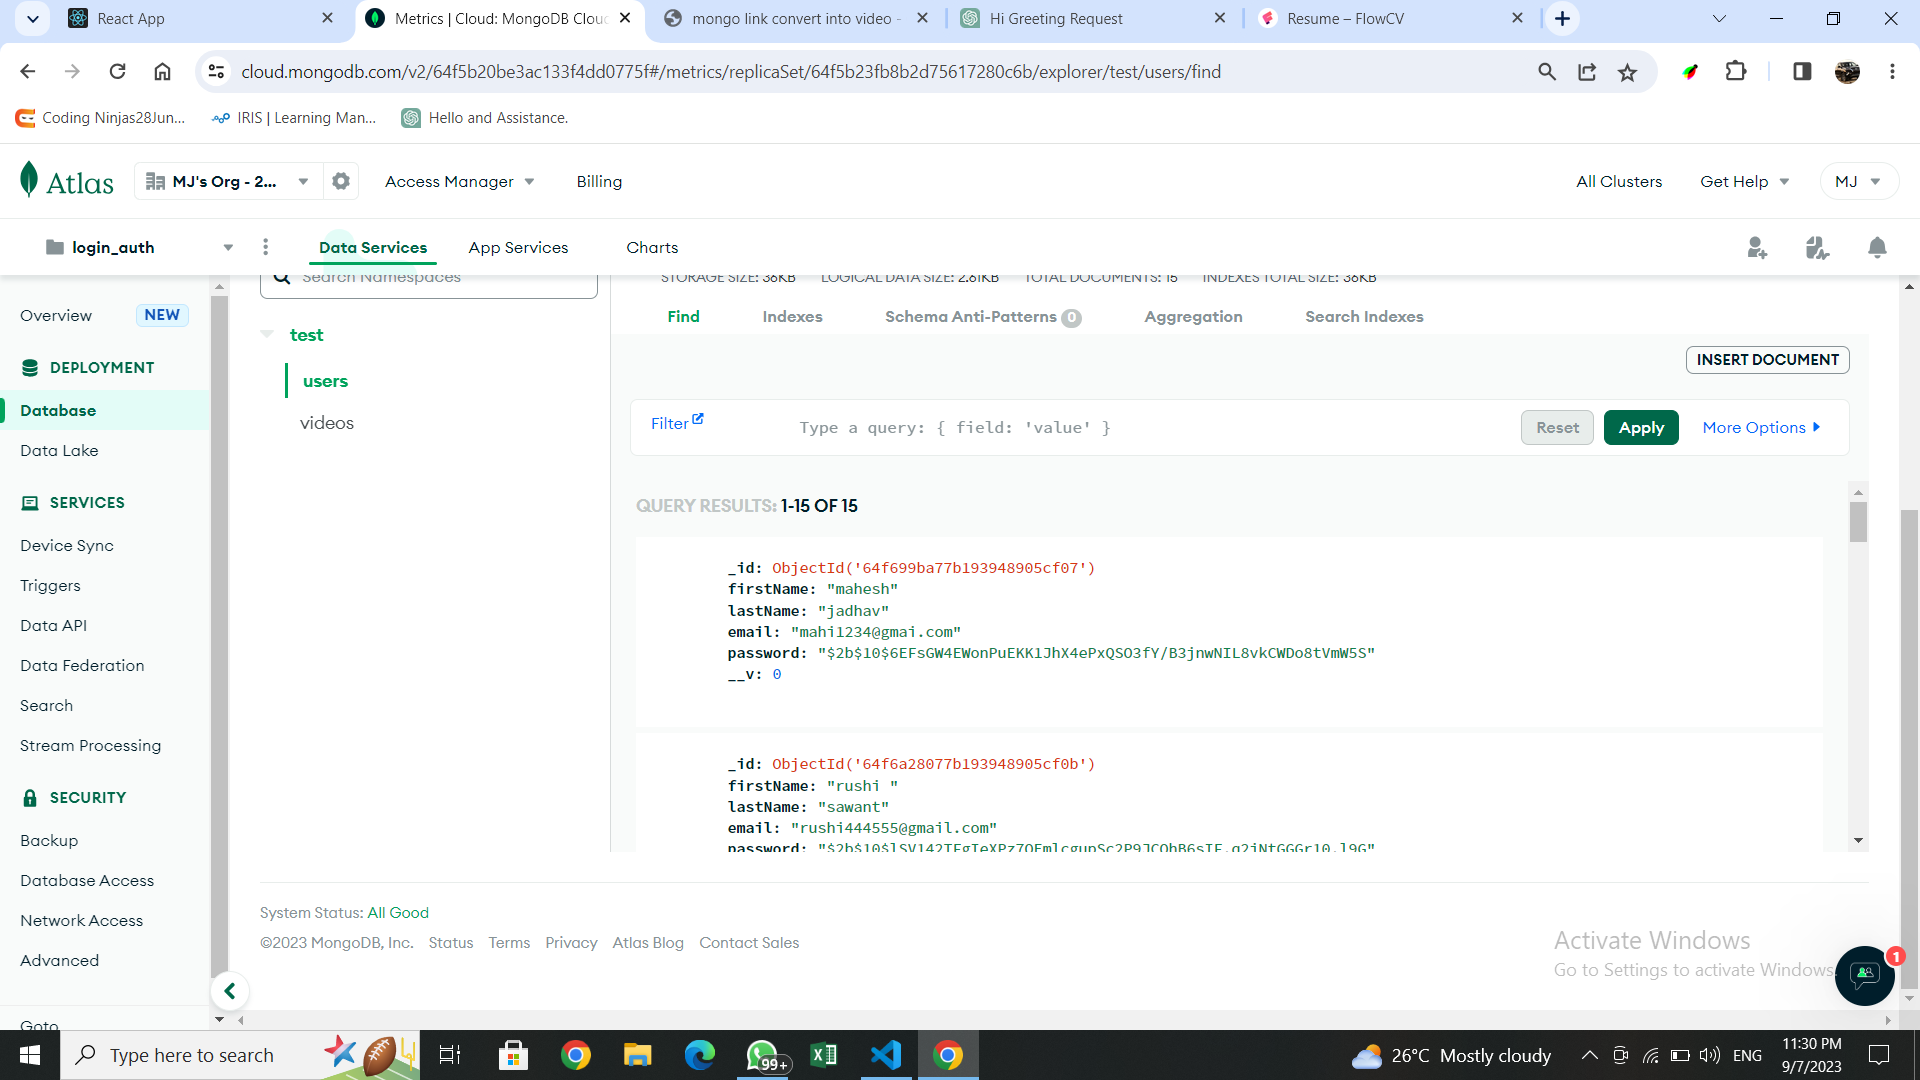 React App
Metrics | Cloud: MongoDB Cloud
mongo link convert into video -
Hi Greeting Request
Resume – FlowCV
cloud.mongodb.com/v2/64f5b20be3ac133f4dd0775f#/metrics/replicaSet/64f5b23fb8b2d75617280c6b/explorer/test/users/find
Coding Ninjas28Jun...
IRIS | Learning Man...
Hello and Assistance.
Atlas
MJ's Org - 2...
Access Manager
Billing
All Clusters
Get Help
MJ
login_auth
Data Services
App Services
Charts
Search Namespaces
STORAGE SIZE: 36KB LOGICAL DATA SIZE: 2.61KB TOTAL DOCUMENTS: 15 INDEXES TOTAL SIZE: 36KB
Overview
NEW
DEPLOYMENT
Database
Data Lake
SERVICES
Device Sync
Triggers
Data API
Data Federation
Search
Stream Processing
SECURITY
Backup
Database Access
Network Access
Advanced
Goto
test
users
videos
Find
Indexes
Schema Anti-Patterns 0
Aggregation
Search Indexes
INSERT DOCUMENT
Filter
Type a query: { field: 'value' }
Reset
Apply
More Options
QUERY RESULTS: 1-15 OF 15
_id: ObjectId('64f699ba77b193948905cf07')
firstName: "mahesh"
lastName: "jadhav"
email: "mahi1234@gmai.com"
password: "$2b$10$6EFsGW4EWonPuEKK1JhX4ePxQSO3fY/B3jnwNIL8vkCWDo8tVmW5S"
__v: 0
_id: ObjectId('64f6a28077b193948905cf0b')
firstName: "rushi "
lastName: "sawant"
email: "rushi444555@gmail.com"
password:
System Status: All Good
©2023 MongoDB, Inc. Status Terms Privacy Atlas Blog Contact Sales
Activate Windows
Go to Settings to activate Windows.
1
Type here to search
99+
26°C Mostly cloudy
ENG
11:30 PM
9/7/2023